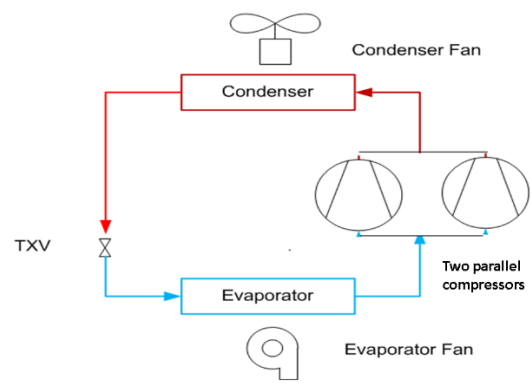 Condenser Fan
Condenser
TXV
Two parallel
compressors
Evaporator
Evaporator Fan